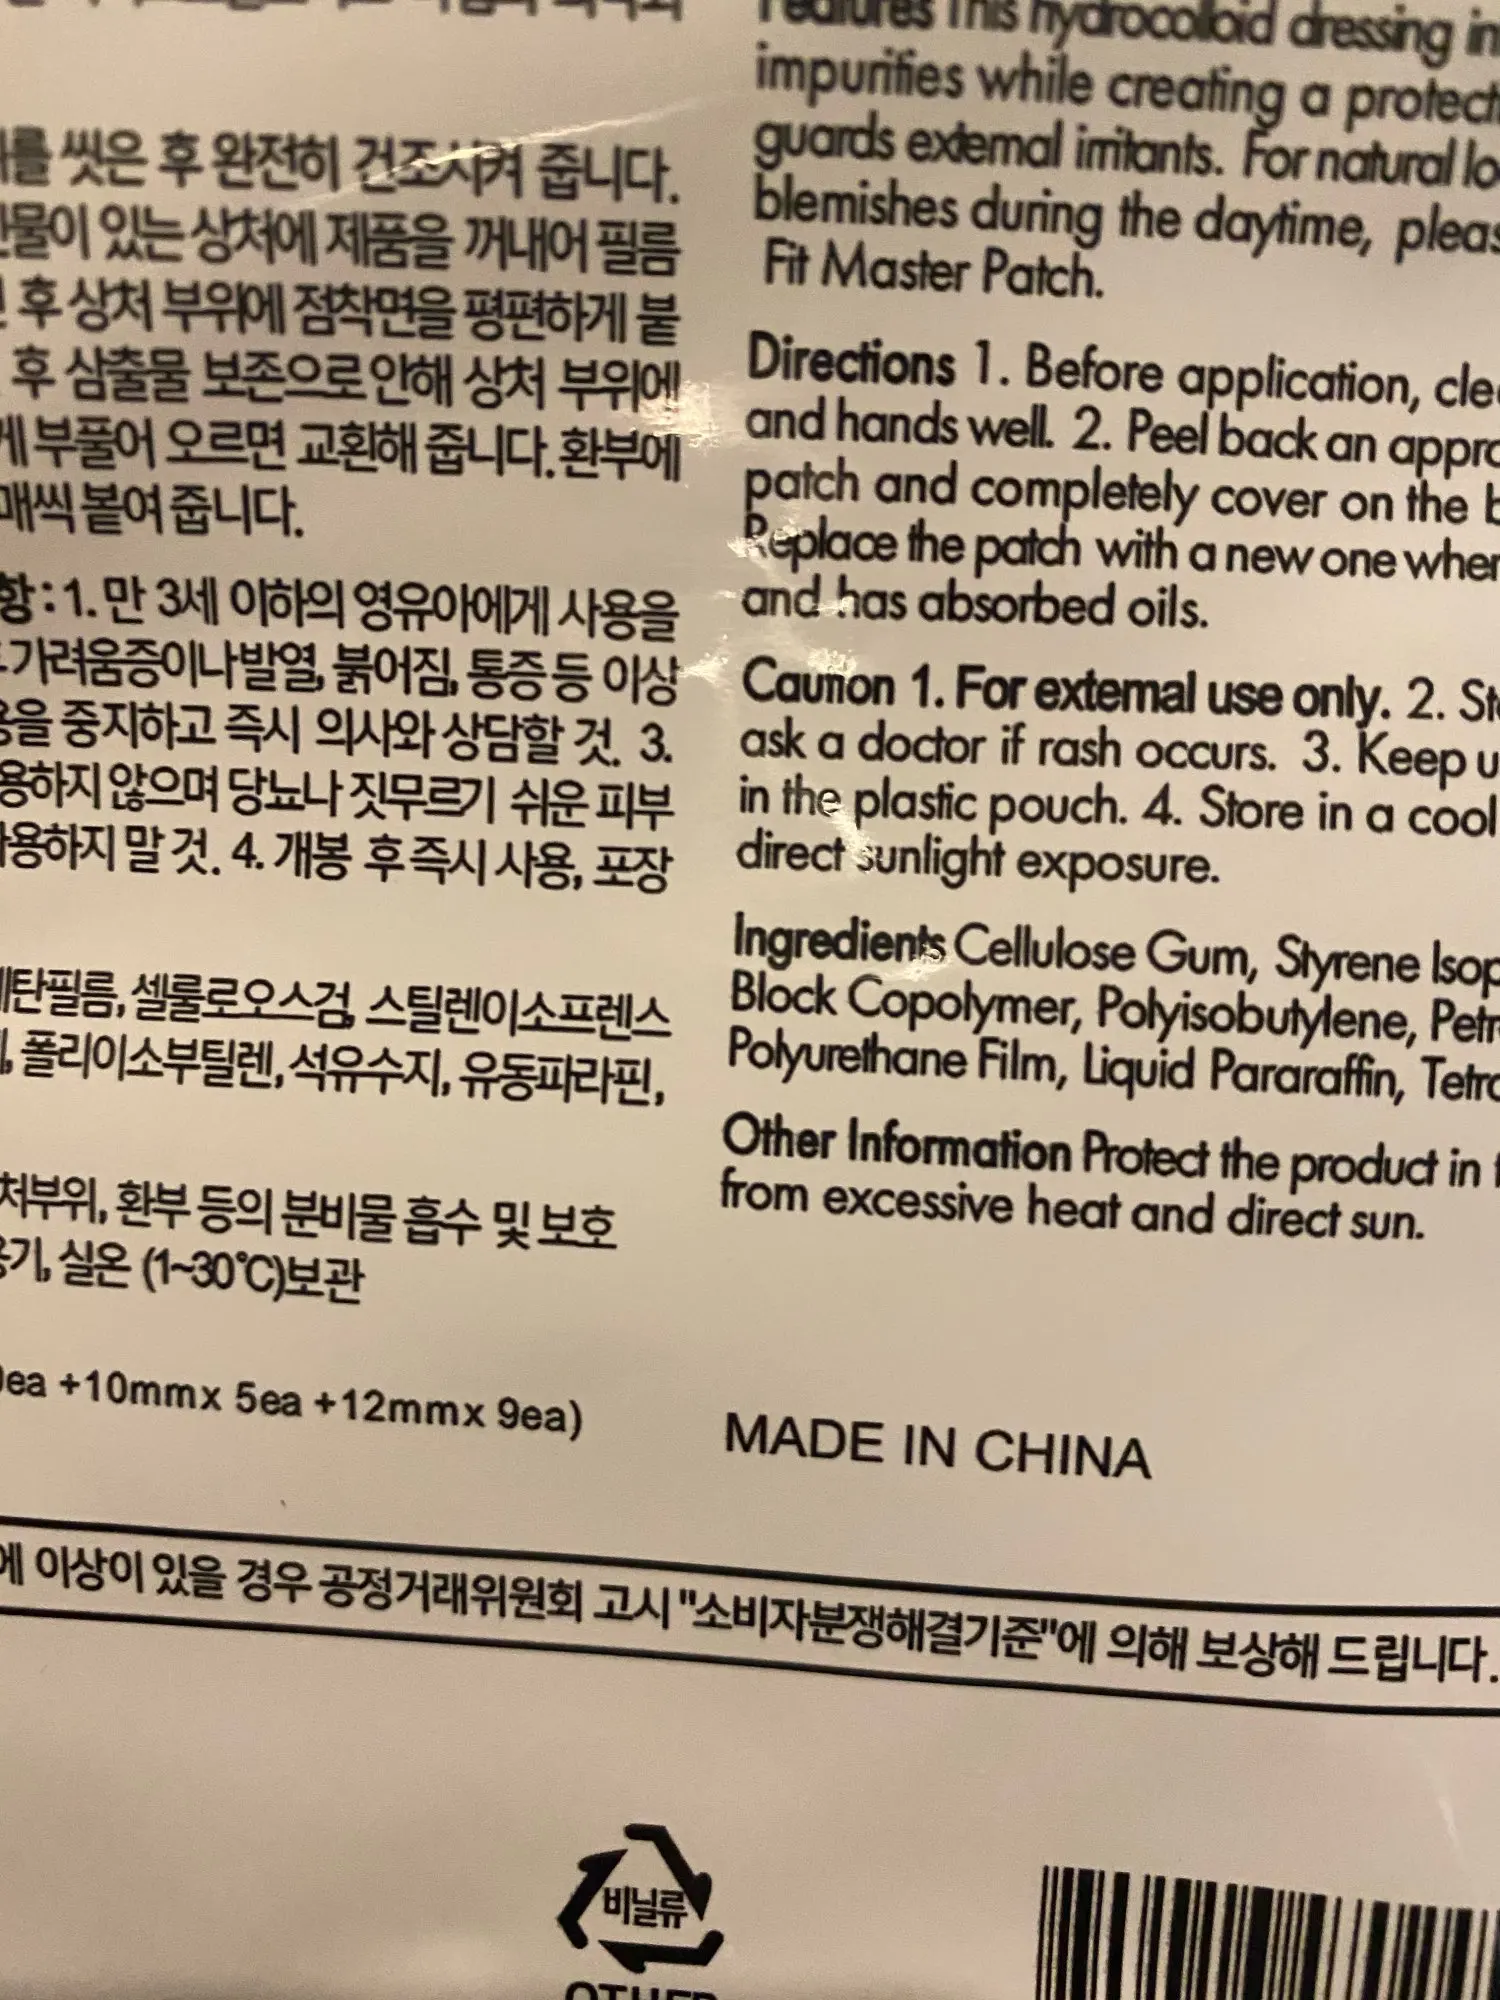 를 씻은 후 완전히 건조시켜 줍니다.
물이 있는 상처에 제품을 꺼내어 필름
후 상처 부위에 점착면을 평편하게 붙
후 삼출물 보존으로 인해 상처 부위에
게 부풀어 오르면 교환해 줍니다. 환부에
매씩 붙여 줍니다.
항 : 1. 만 3세 이하의 영유아에게 사용을
가려움증이나 발열, 붉어짐, 통증 등 이상
을 중지하고 즉시 의사와 상담할 것. 3.
용하지 않으며 당뇨나 짓무르기 쉬운 피부
용하지 말 것. 4. 개봉 후 즉시 사용, 포장
탄필름, 셀룰로오스검, 스틸렌이소프렌스
폴리이소부틸렌, 석유수지, 유동파라핀,
처부위, 환부 등의 분비물 흡수 및 보호
기, 실온 (1~30℃)보관
ea +10mmx 5ea +12mmx 9ea)
Features This hydrocolloid dressing
impurifies while creating a protect
guards external irritants. For natural lo
blemishes during the daytime, pleas
Fit Master Patch.
Directions 1. Before application, cle
and hands well. 2. Peel back an appro
patch and completely cover on the b
Replace the patch with a new one when
and has absorbed oils.
Caution 1. For external use only. 2. St
ask a doctor if rash occurs. 3. Keep u
in the plastic pouch. 4. Store in a cool
direct sunlight exposure.
Ingredients Cellulose Gum, Styrene Isop
Block Copolymer, Polyisobutylene, Petr
Polyurethane Film, Liquid Pararaffin, Tetra
Other Information Protect the product in
from excessive heat and direct sun.
MADE IN CHINA
에 이상이 있을 경우 공정거래위원회 고시 "소비자분쟁해결기준"에 의해 보상해 드립니다.
비닐류
OTHER